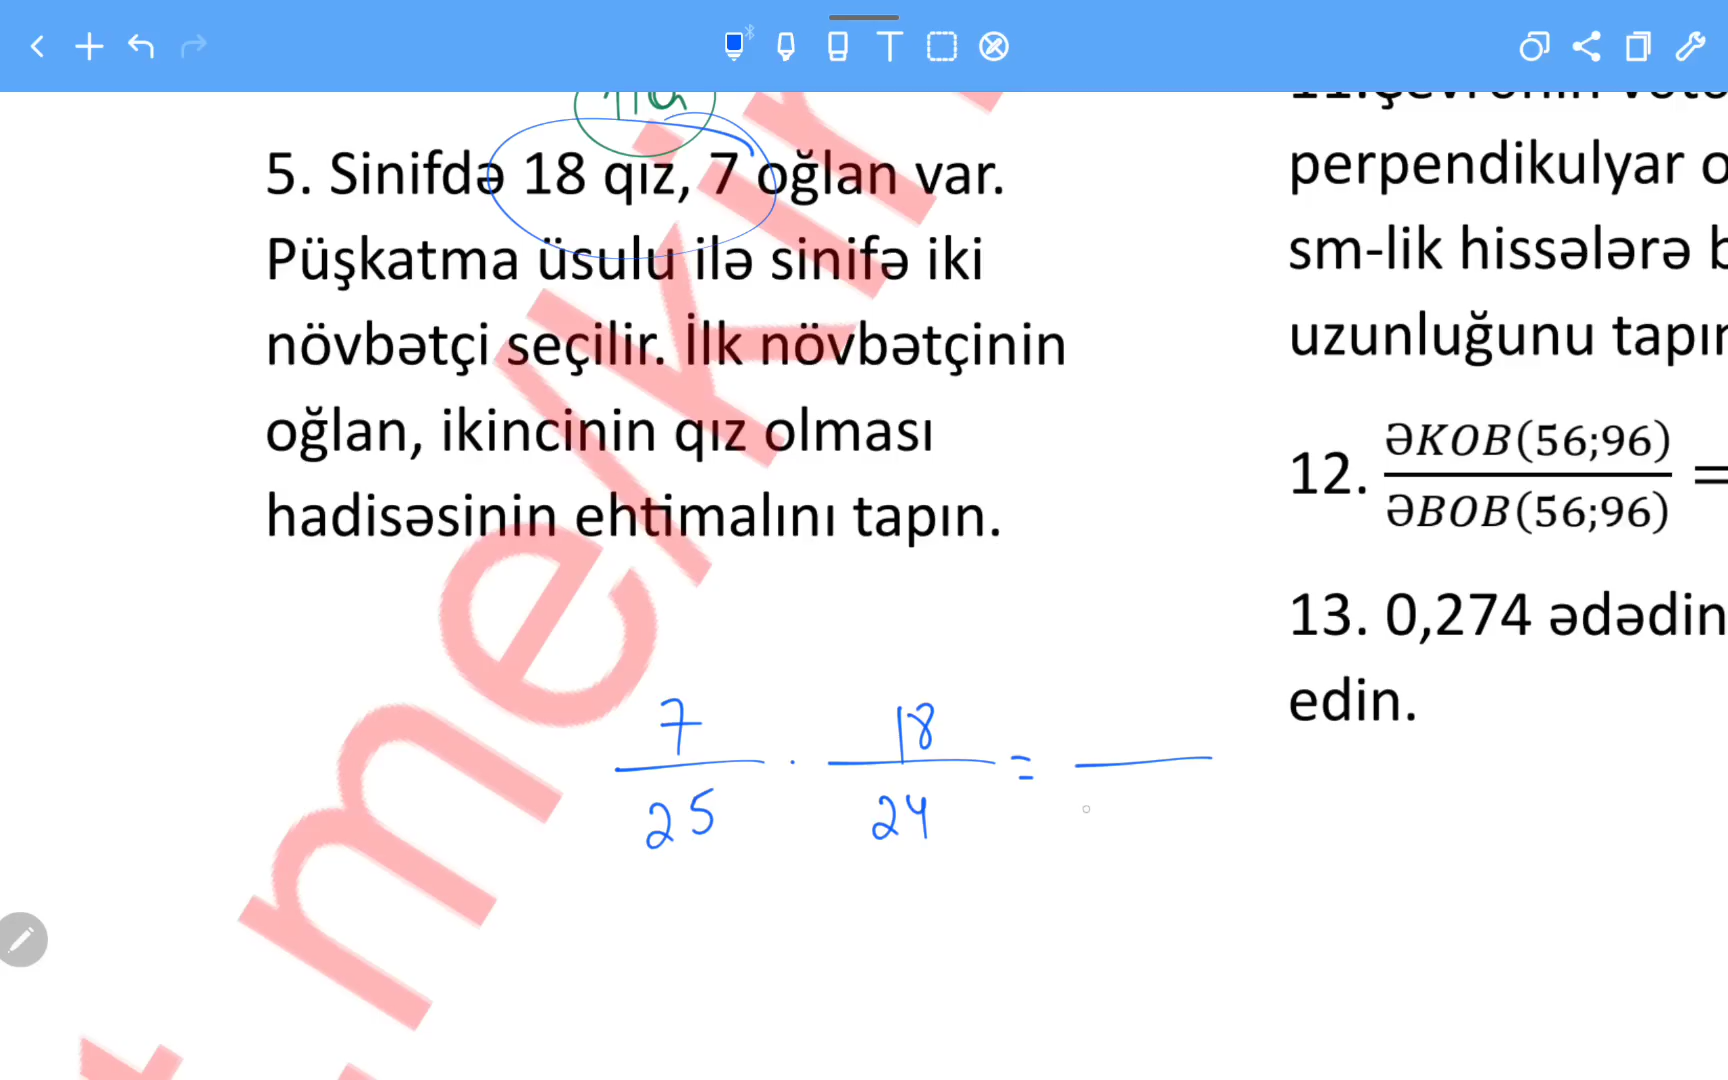 5. Sinifdə 18 qız, 7 oğlan var.
Püşkatma üsulu ilə sinifə iki
növbətçi seçilir. İlk növbətçinin
oğlan, ikincinin qız olması
hadisəsinin ehtimalını tapın.
7/25 · 18/24 =
perpendikulyar
sm-lik hissələrə
uzunluğunu
12. ƏKOB(56;96)/ƏBOB(56;96) =
13. 0,274 ədədin
edin.
me/kin